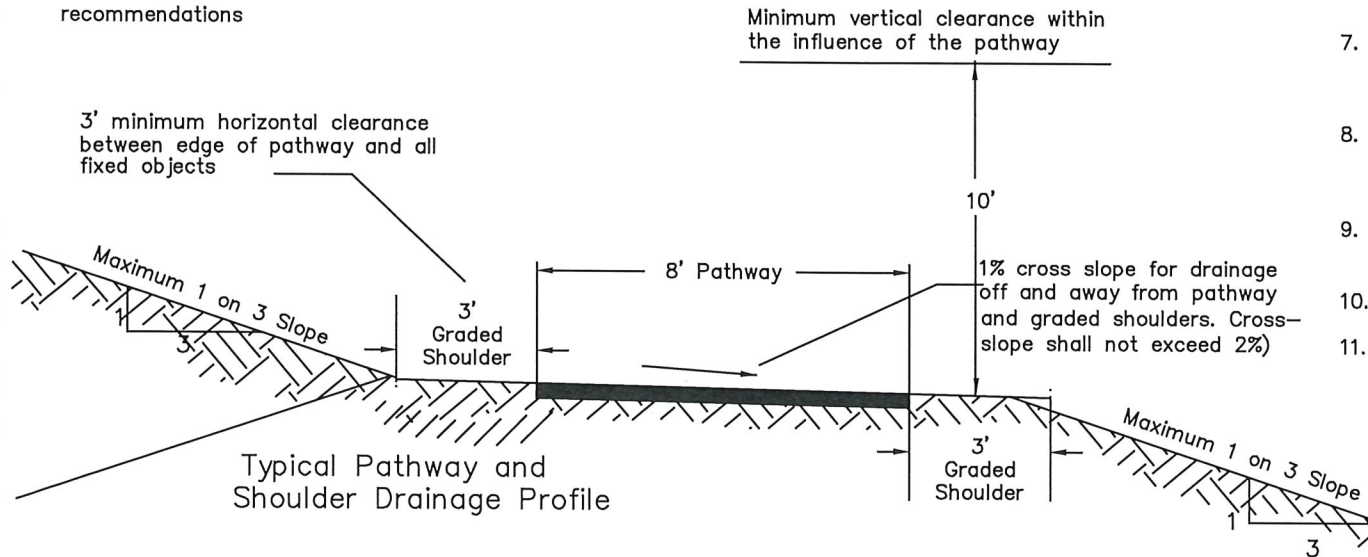 recommendations
Minimum vertical clearance within
the influence of the pathway
7.
3' minimum horizontal clearance
between edge of pathway and all
fixed objects
8.
10'
9.
Maximum 1 on 3 Slope
8' Pathway
1% cross slope for drainage
off and away from pathway
and graded shoulders. Cross-
slope shall not exceed 2%)
10.
11.
1
3
3'
Graded
Shoulder
Maximum 1 on 3 Slope
Typical Pathway and
Shoulder Drainage Profile
3'
Graded
Shoulder
1
3